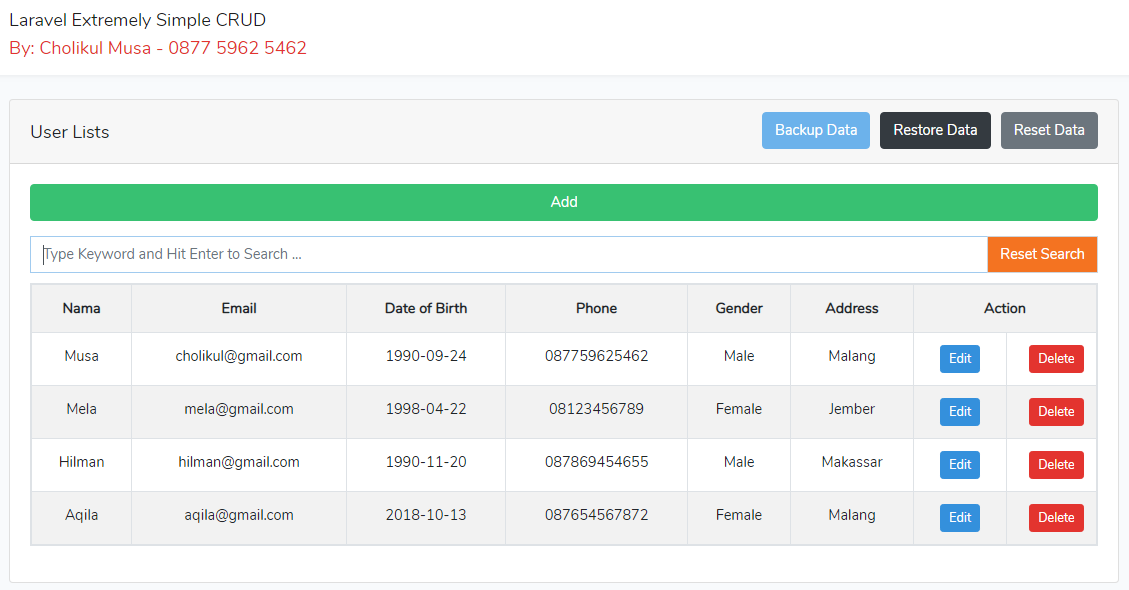 Laravel Extremely Simple CRUD
By: Cholikul Musa - 0877 5962 5462
User Lists Backup Data Restore Data Reset Data
Add
Type Keyword and Hit Enter to Search ... Reset Search
Nama Email Date of Birth Phone Gender Address Action
Musa cholikul@gmail.com 1990-09-24 087759625462 Male Malang Edit Delete
Mela mela@gmail.com 1998-04-22 08123456789 Female Jember Edit Delete
Hilman hilman@gmail.com 1990-11-20 087869454655 Male Makassar Edit Delete
Aqila aqila@gmail.com 2018-10-13 087654567872 Female Malang Edit Delete